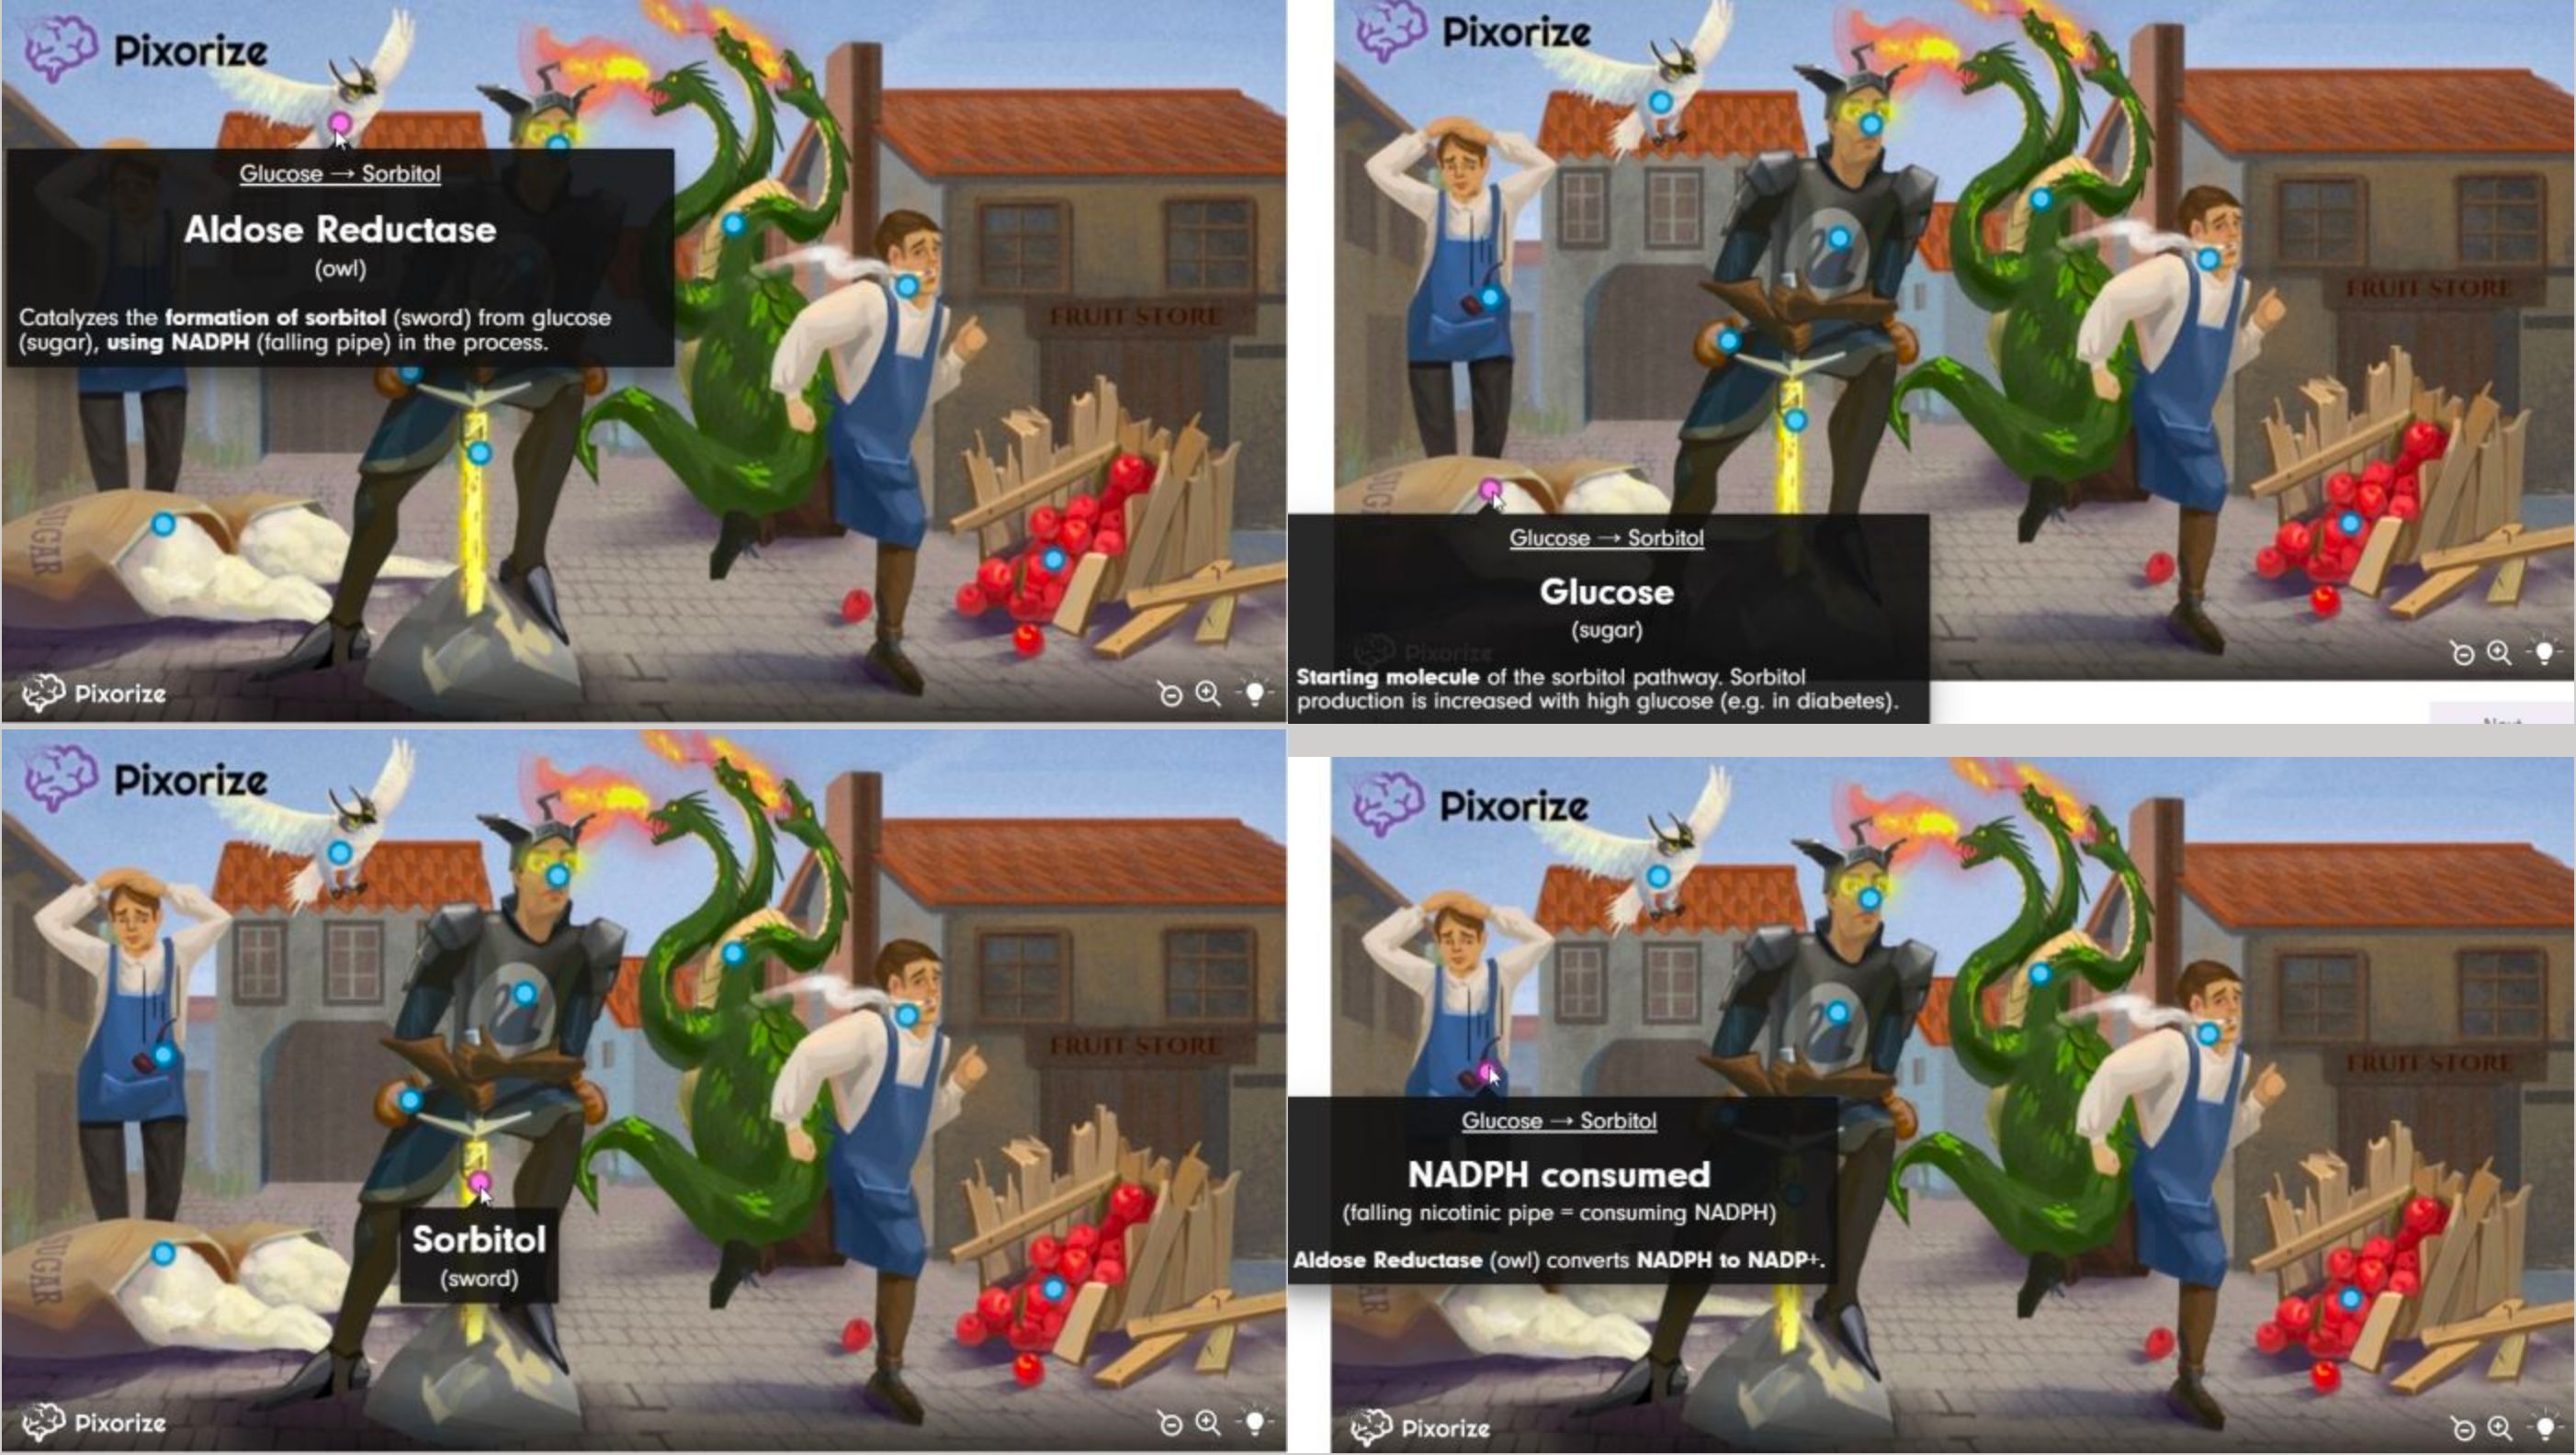 Pixorize
Glucose → Sorbitol
Aldose Reductase
(owl)
Catalyzes the formation of sorbitol (sword) from glucose
(sugar), using NADPH (falling pipe) in the process.
FRUIT STORE
SUGAR
Pixorize
Pixorize
FRUIT STORE
Glucose → Sorbitol
Glucose
(sugar)
Pixorize
Starting molecule of the sorbitol pathway. Sorbitol
production is increased with high glucose (e.g. in diabetes).
Pixorize
FRUIT STORE
SUGAR
Sorbitol
(sword)
Pixorize
Pixorize
FRUIT STORE
Glucose → Sorbitol
NADPH consumed
(falling nicotinic pipe = consuming NADPH)
Aldose Reductase (owl) converts NADPH to NADP+.
Pixorize